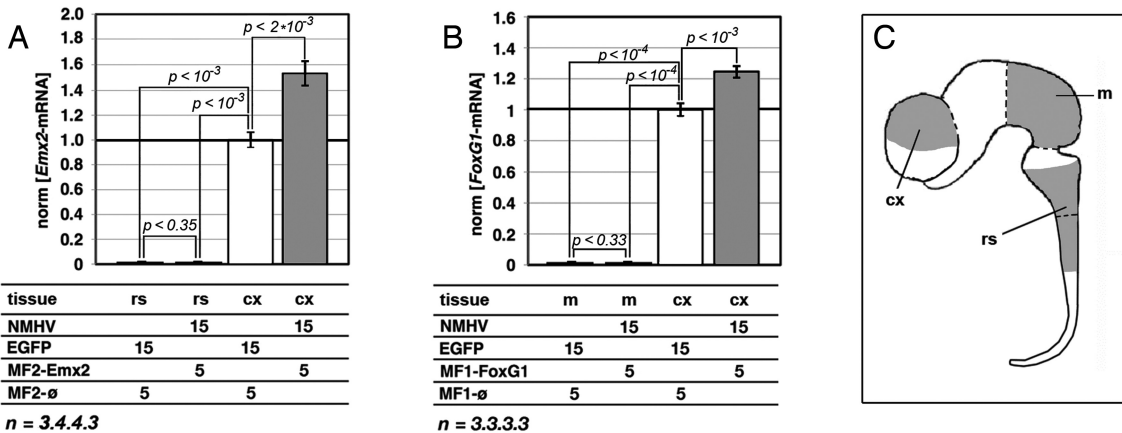 A
norm [Emx2-mRNA]
2.0
1.8
1.6
1.4
1.2
1.0
0.8
0.6
0.4
0.2
0
p < 2*10-3
p < 10-3
p < 10-3
p < 0.35
tissue rs rs cx cx
NMHV 15 15
EGFP 15 15
MF2-Emx2 5 5
MF2-ø 5 5
n = 3.4.4.3
B
norm [FoxG1-mRNA]
1.6
1.4
1.2
1
0.8
0.6
0.4
0.2
0
p < 10-3
p < 10-4
p < 10-4
p < 0.33
tissue m m cx cx
NMHV 15 15
EGFP 15 15
MF1-FoxG1 5 5
MF1-ø 5 5
n = 3.3.3.3
C
m
cx
rs